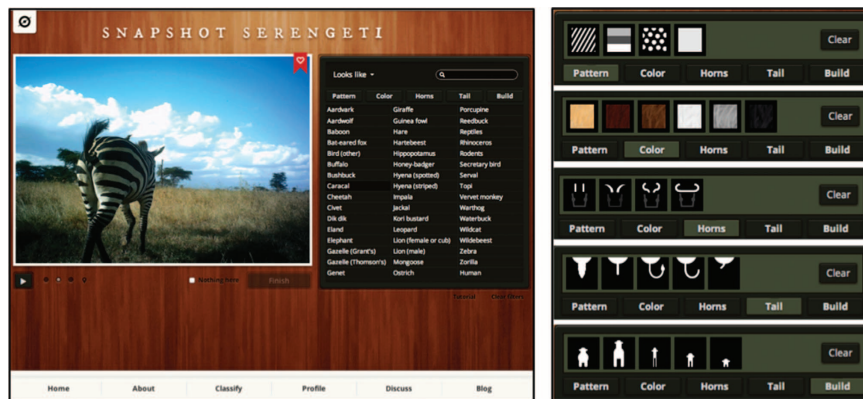 SNAPSHOT SERENGETI
Looks like
Pattern Color Horns Tail Build
Aardvark Giraffe Porcupine
Aardwolf Guinea fowl Reedbuck
Baboon Hare Reptiles
Bat-eared fox Hartebeest Rhinoceros
Bird (other) Hippopotamus Rodents
Buffalo Honey-badger Secretary bird
Bushbuck Hyena (spotted) Serval
Caracal Hyena (striped) Topi
Cheetah Impala Vervet monkey
Civet Jackal Warthog
Dik dik Kori bustard Waterbuck
Eland Leopard Wildcat
Elephant Lion (female or cub) Wildebeest
Gazelle (Grant's) Lion (male) Zebra
Gazelle (Thomson's) Mongoose Zorilla
Genet Ostrich Human
Nothing here Finish
Tutorial Clear filters
Home About Classify Profile Discuss Blog
Clear
Pattern Color Horns Tail Build
Clear
Pattern Color Horns Tail Build
Clear
Pattern Color Horns Tail Build
Clear
Pattern Color Horns Tail Build
Clear
Pattern Color Horns Tail Build